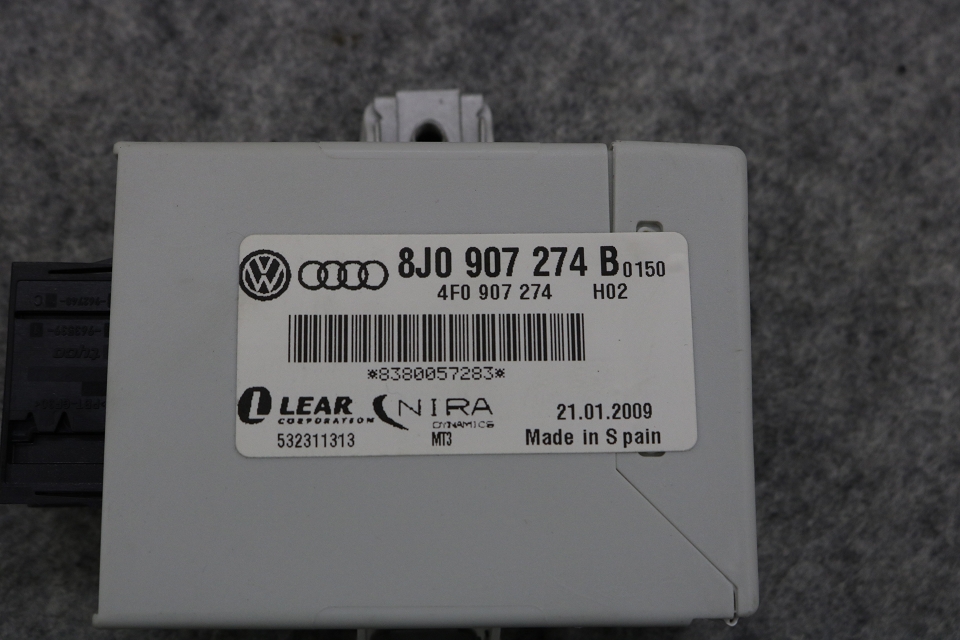 8J0 907 274 B 0150
4F0 907 274 H02
*8380057283*
LEAR
CORPORATION
NIRA
DYNAMICS
21.01.2009
532311313 MT3 Made in Spain